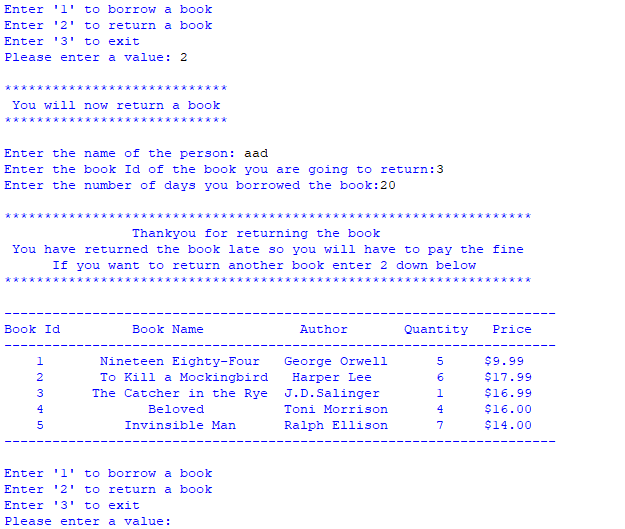 Enter '1' to borrow a book
Enter '2' to return a book
Enter '3' to exit
Please enter a value: 2
****************************
You will now return a book
****************************
Enter the name of the person: aad
Enter the book Id of the book you are going to return:3
Enter the number of days you borrowed the book:20
******************************************************************
Thankyou for returning the book
You have returned the book late so you will have to pay the fine
If you want to return another book enter 2 down below
******************************************************************
---------------------------------------------------------------------
Book Id Book Name Author Quantity Price
---------------------------------------------------------------------
1 Nineteen Eighty-Four George Orwell 5 $9.99
2 To Kill a Mockingbird Harper Lee 6 $17.99
3 The Catcher in the Rye J.D.Salinger 1 $16.99
4 Beloved Toni Morrison 4 $16.00
5 Invinsible Man Ralph Ellison 7 $14.00
---------------------------------------------------------------------
Enter '1' to borrow a book
Enter '2' to return a book
Enter '3' to exit
Please enter a value: